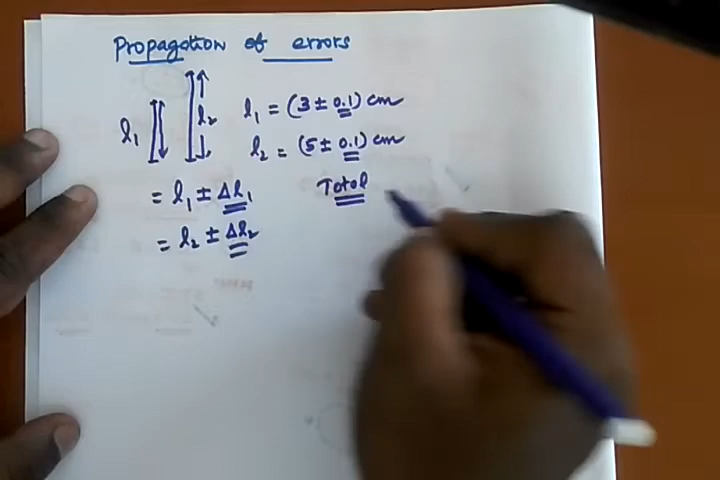 Propagation of errors
l₁ l₂ l₁ = (3 ± 0.1) cm
l₂ = (5 ± 0.1) cm
= l₁ ± Δl₁ Total
= l₂ ± Δl₂